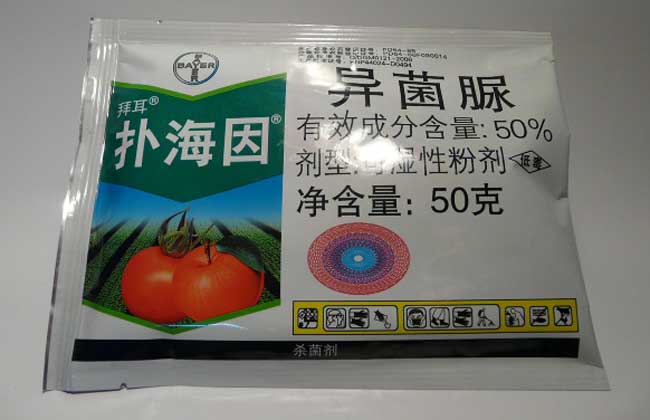 BAYER
拜耳®
扑海因®
异菌脲
有效成分含量: 50%
剂型:可湿性粉剂
低毒
净含量: 50克
杀菌剂